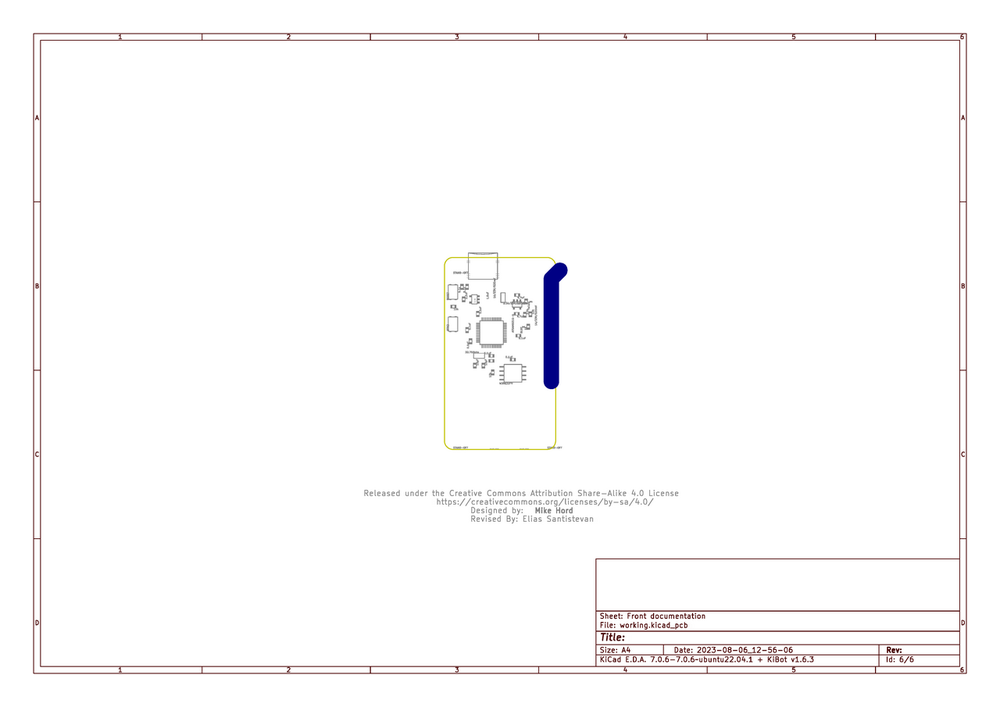 1 2 3 4 5 6
A A
B B
C C
D D
Released under the Creative Commons Attribution Share-Alike 4.0 License
https://creativecommons.org/licenses/by-sa/4.0/
Designed by: Mike Hord
Revised By: Elias Santistevan
Sheet: Front documentation
File: working.kicad_pcb
Title:
Size: A4 Date: 2023-08-06_12-56-06 Rev:
KiCad E.D.A. 7.0.6-7.0.6-ubuntu22.04.1 + KiBot v1.6.3 Id: 6/6
1 2 3 4 5 6